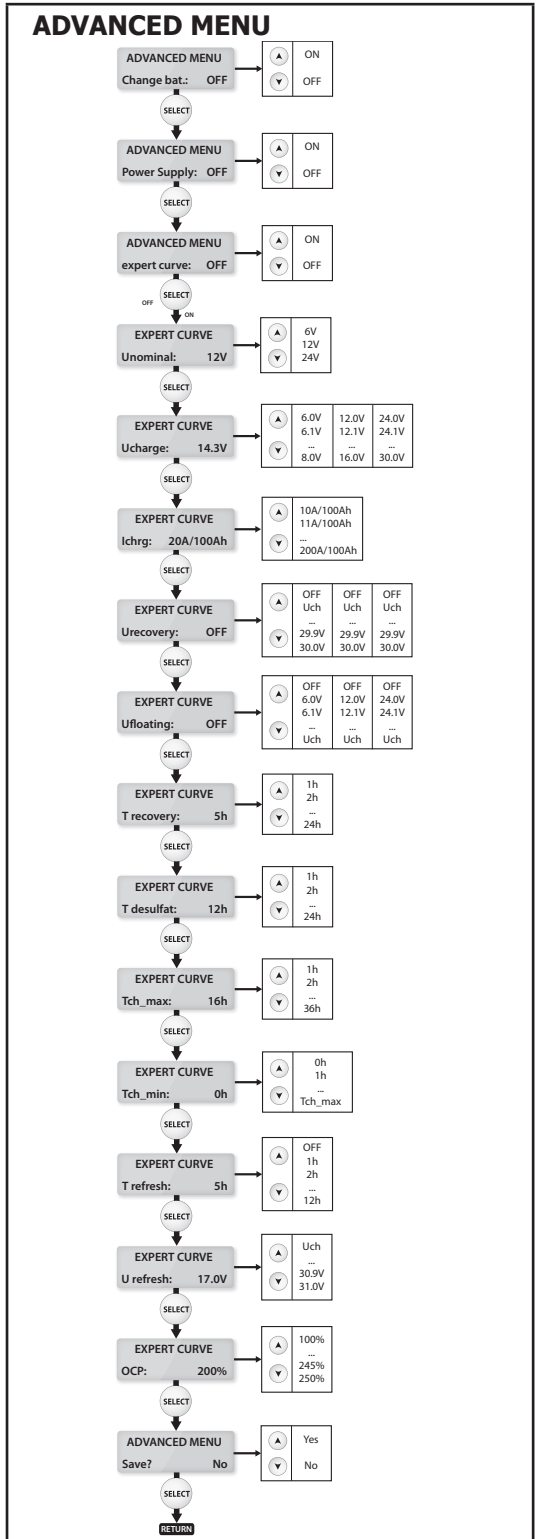 ADVANCED MENU
ADVANCED MENU
Change bat.: OFF
ON
OFF
SELECT
ADVANCED MENU
Power Supply: OFF
ON
OFF
SELECT
ADVANCED MENU
expert curve: OFF
ON
OFF
SELECT
OFF
ON
EXPERT CURVE
Unominal: 12V
6V
12V
24V
SELECT
EXPERT CURVE
Ucharge: 14.3V
6.0V 12.0V 24.0V
6.1V 12.1V 24.1V
... ... ...
8.0V 16.0V 30.0V
SELECT
EXPERT CURVE
Ichrg: 20A/100Ah
10A/100Ah
11A/100Ah
...
200A/100Ah
SELECT
EXPERT CURVE
Urecovery: OFF
OFF OFF OFF
Uch Uch Uch
... ... ...
29.9V 29.9V 29.9V
30.0V 30.0V 30.0V
SELECT
EXPERT CURVE
Ufloating: OFF
OFF OFF OFF
6.0V 12.0V 24.0V
6.1V 12.1V 24.1V
... ... ...
Uch Uch Uch
SELECT
EXPERT CURVE
T recovery: 5h
1h
2h
...
24h
SELECT
EXPERT CURVE
T desulfat: 12h
1h
2h
...
24h
SELECT
EXPERT CURVE
Tch_max: 16h
1h
2h
...
36h
SELECT
EXPERT CURVE
Tch_min: 0h
0h
1h
...
Tch_max
SELECT
EXPERT CURVE
T refresh: 5h
OFF
1h
2h
...
12h
SELECT
EXPERT CURVE
U refresh: 17.0V
Uch
...
30.9V
31.0V
SELECT
EXPERT CURVE
OCP: 200%
100%
...
245%
250%
SELECT
ADVANCED MENU
Save? No
Yes
No
SELECT
RETURN